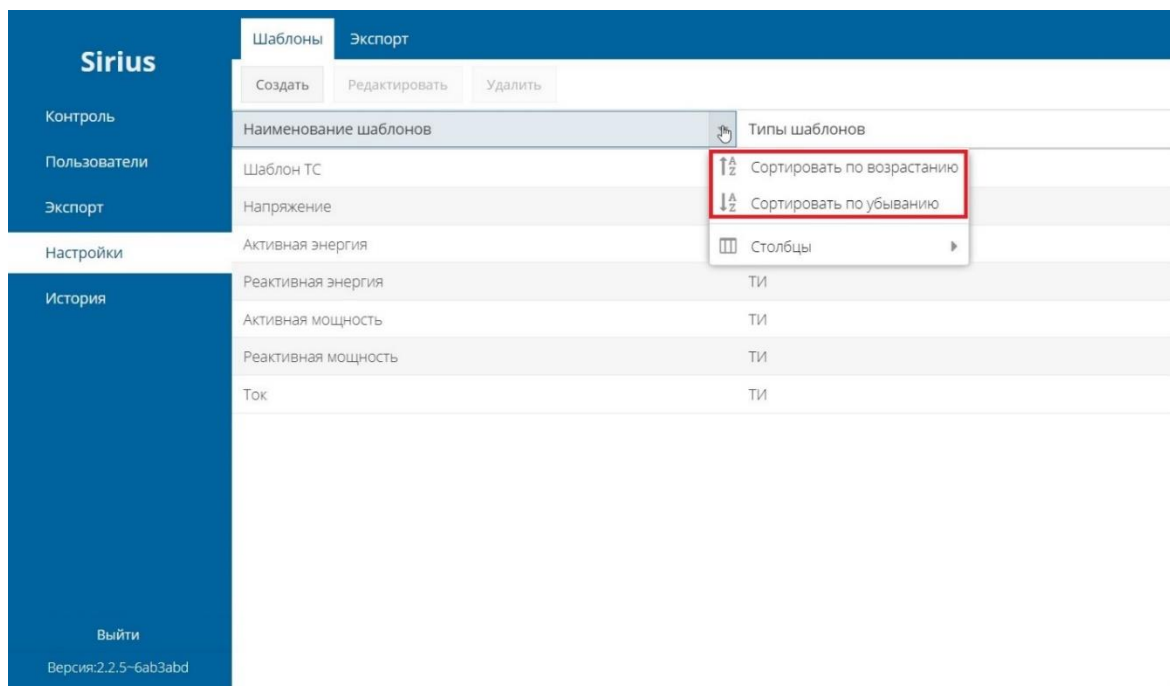 Sirius
Контроль
Пользователи
Экспорт
Настройки
История
Выйти
Версия:2.2.5~6ab3abd
Шаблоны Экспорт
Создать Редактировать Удалить
Наименование шаблонов Типы шаблонов
Шаблон ТС
Напряжение
Активная энергия
Реактивная энергия ТИ
Активная мощность ТИ
Реактивная мощность ТИ
Ток ТИ
Сортировать по возрастанию
Сортировать по убыванию
Столбцы